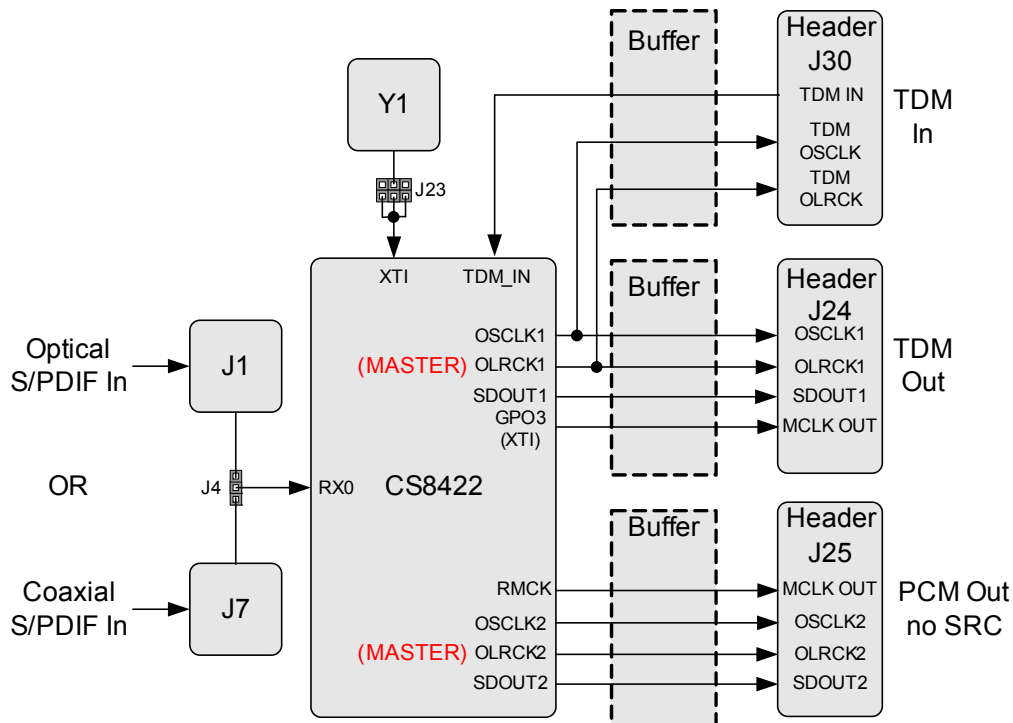 Buffer
Header
J30
TDM IN
TDM
OSCLK
TDM
OLRCK
TDM
In
Y1
J23
XTI
TDM_IN
Buffer
Header
J24
OSCLK1
OSCLK1
(MASTER) OLRCK1
OLRCK1
SDOUT1
SDOUT1
GPO3
(XTI)
MCLK OUT
TDM
Out
Optical
S/PDIF In
J1
OR
J4
RX0
CS8422
Coaxial
S/PDIF In
J7
Buffer
Header
J25
RMCK
MCLK OUT
OSCLK2
OSCLK2
(MASTER) OLRCK2
OLRCK2
SDOUT2
SDOUT2
PCM Out
no SRC